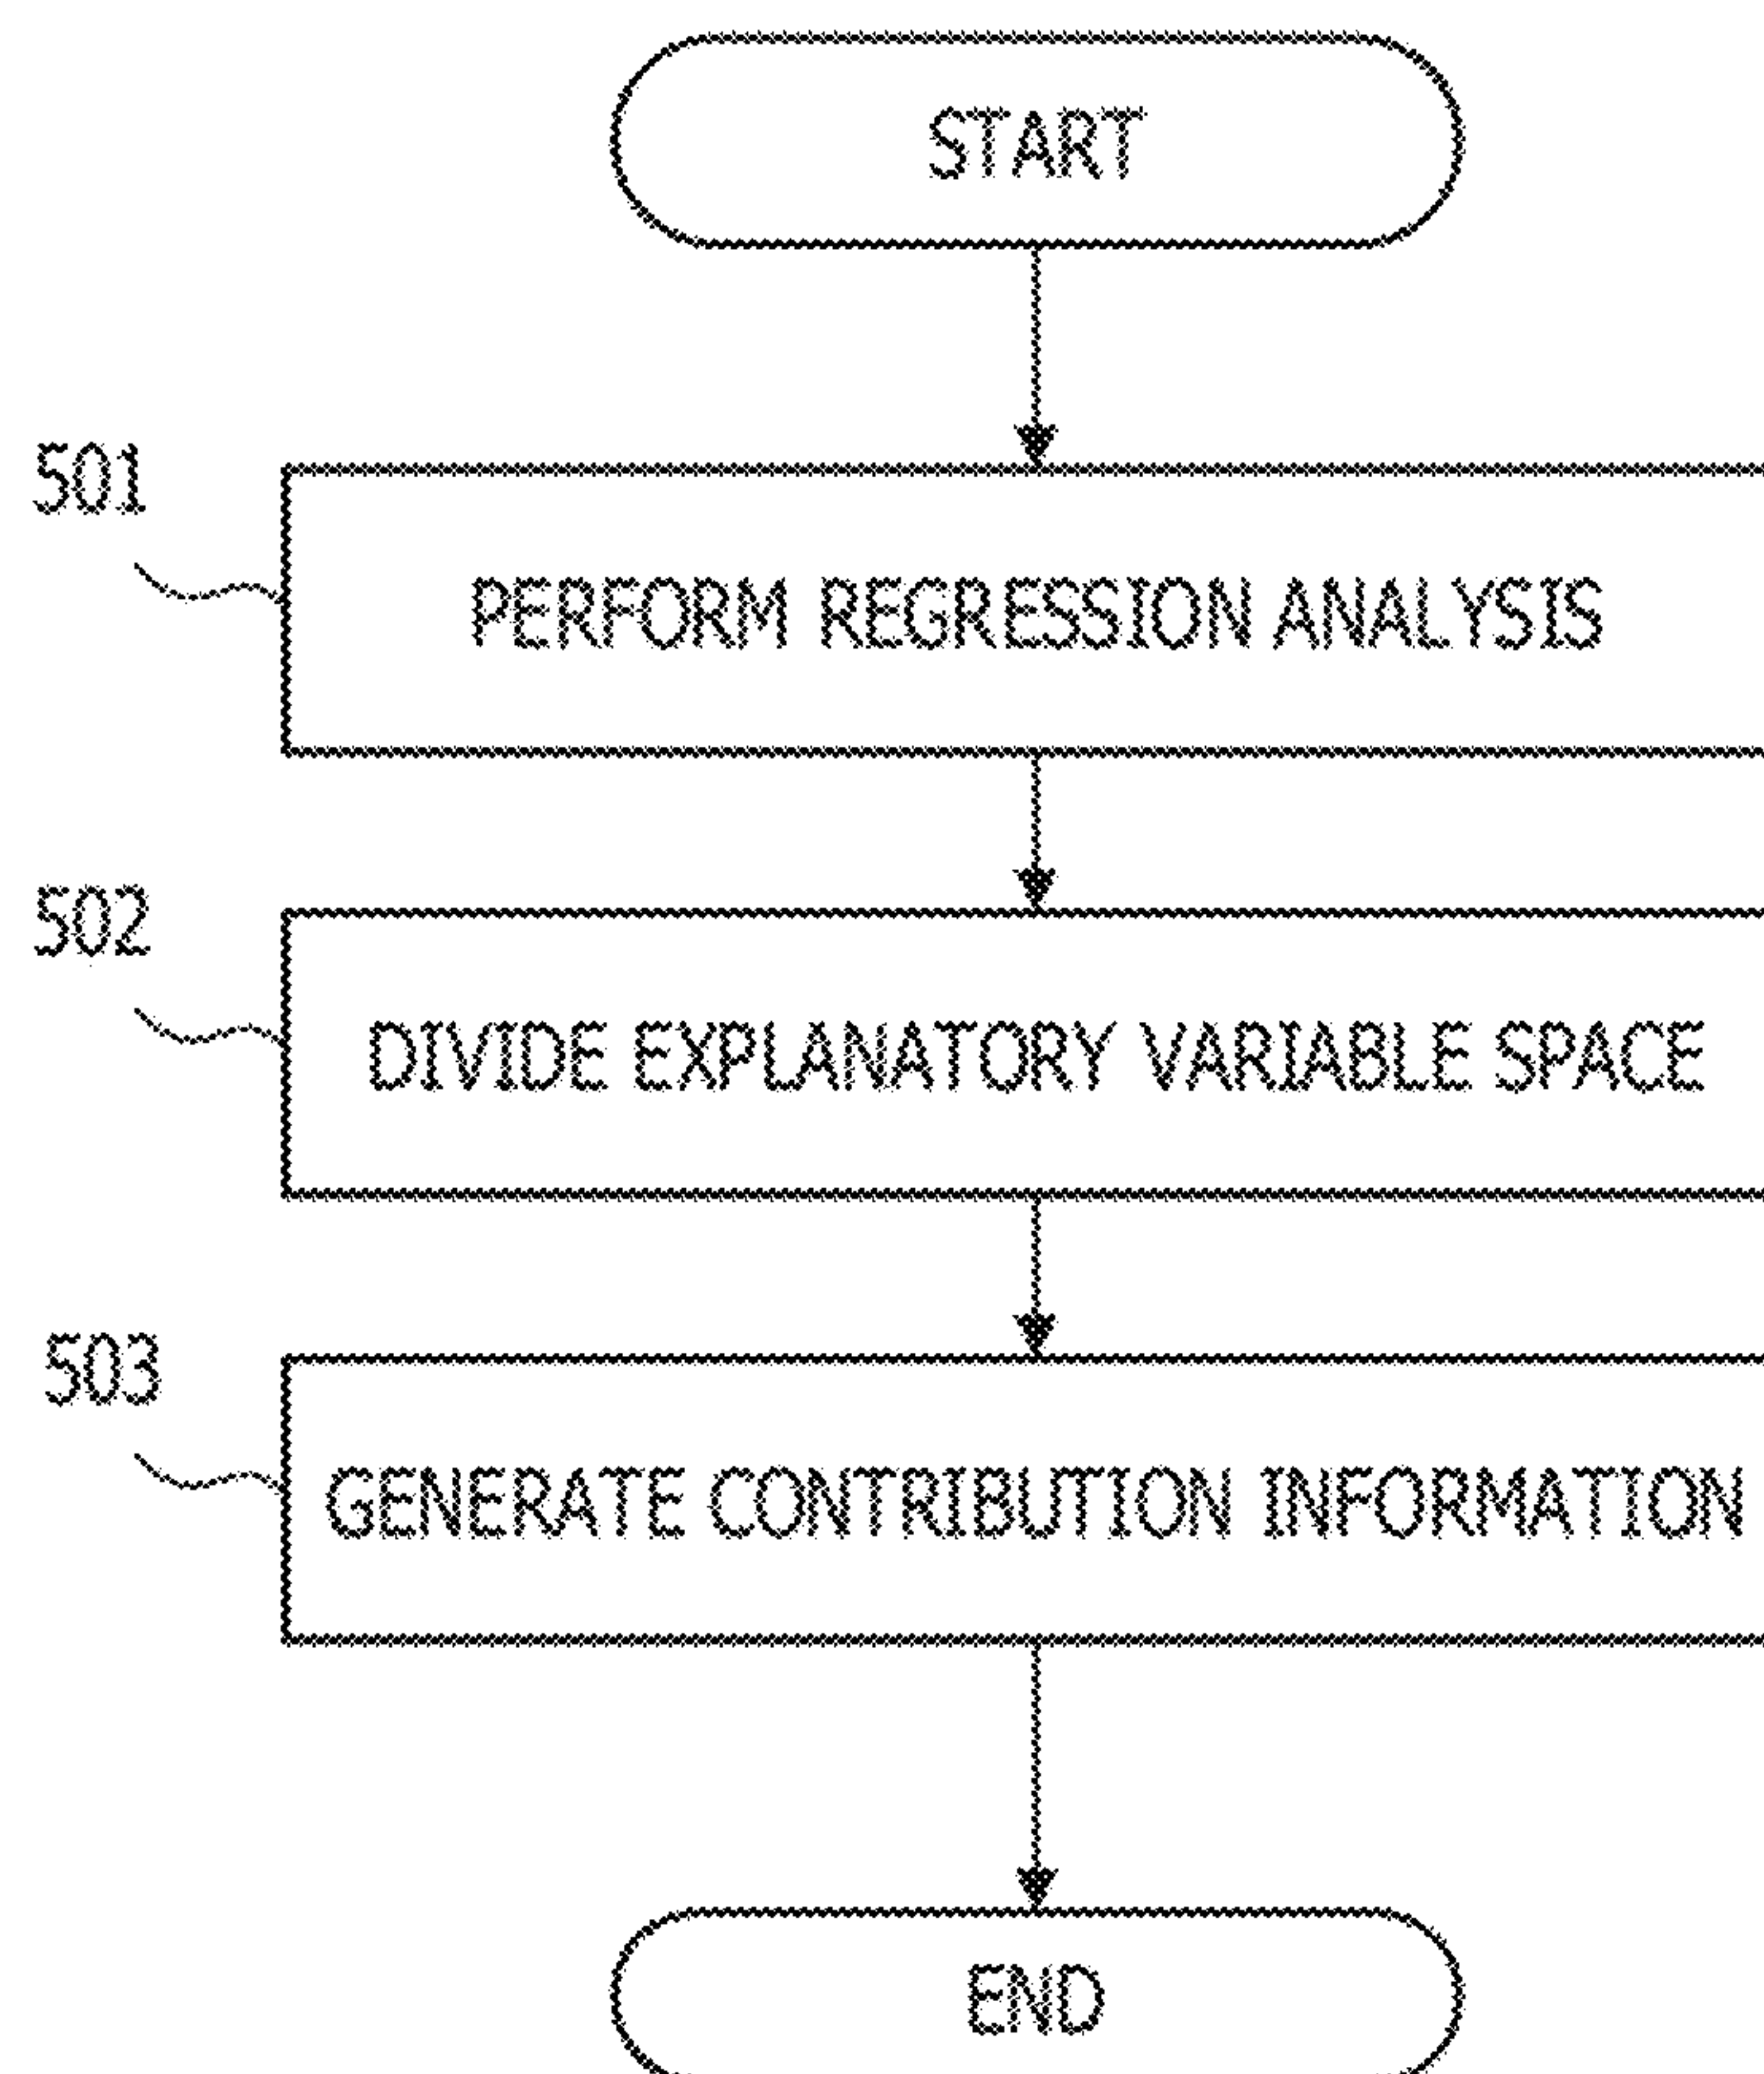 START
501
PERFORM REGRESSION ANALYSIS
502
DIVIDE EXPLANATORY VARIABLE SPACE
503
GENERATE CONTRIBUTION INFORMATION
END